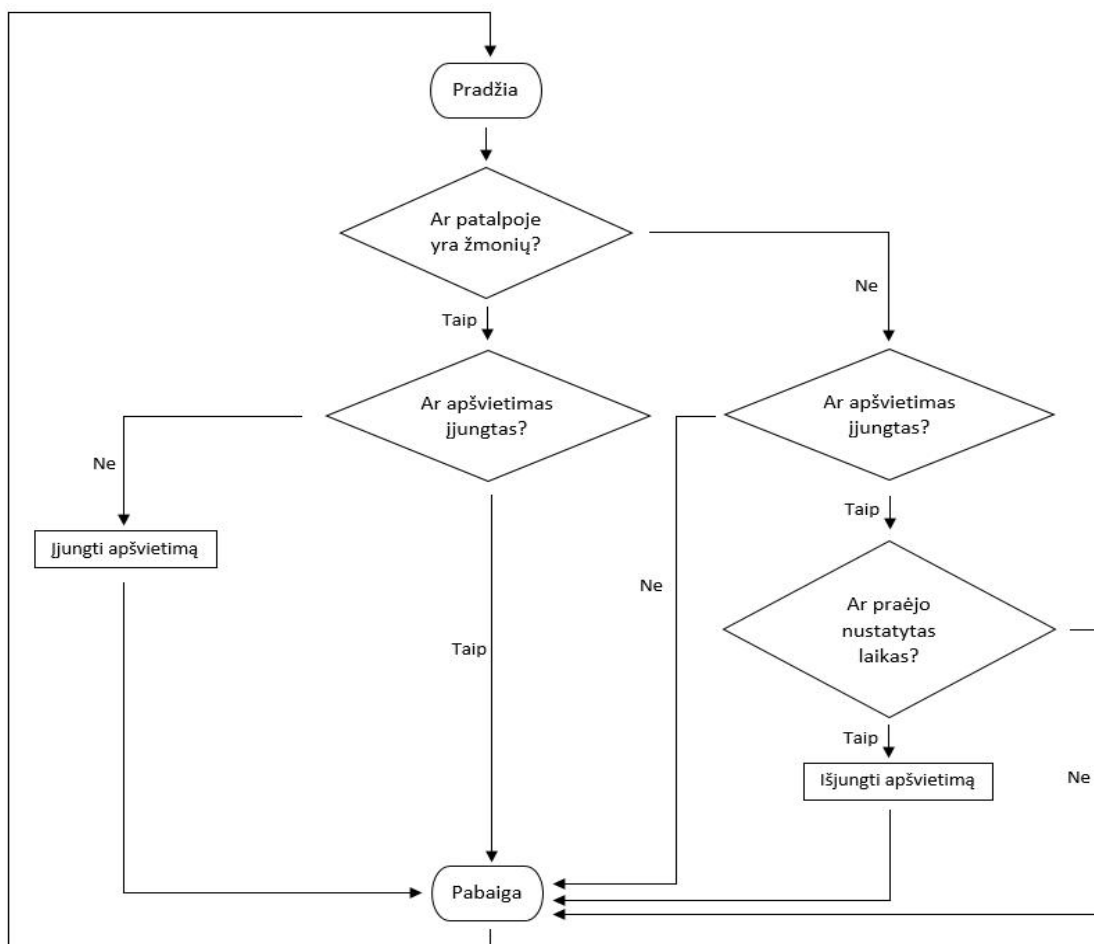 Pradžia
Ar patalpoje
yra žmonių?
Ne
Taip
Ar apšvietimas
įjungtas?
Ar apšvietimas
įjungtas?
Ne
Taip
Įjungti apšvietimą
Ne
Ar praėjo
nustatytas
laikas?
Taip
Taip
Išjungti apšvietimą
Ne
Pabaiga